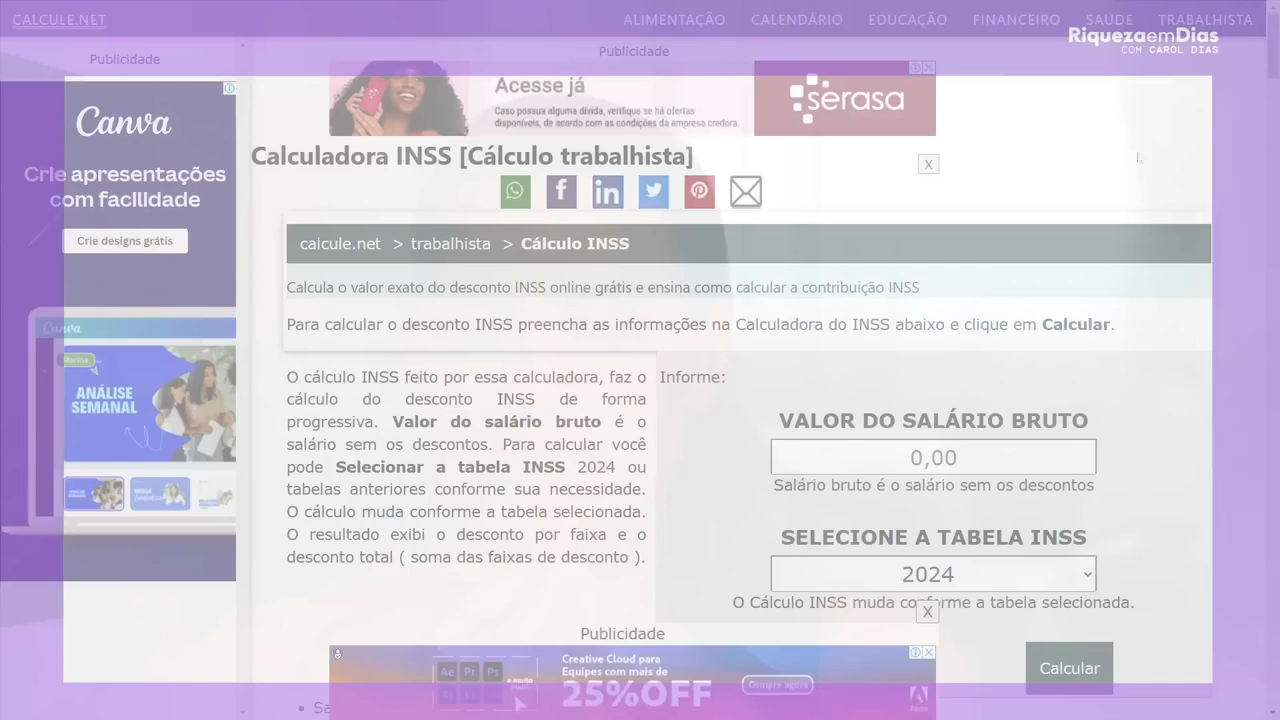 CALCULE.NET
ALIMENTAÇÃO CALENDÁRIO EDUCAÇÃO FINANCEIRO SAÚDE TRABALHISTA
RiquezaemDias
COM CAROL DIAS
Publicidade
Publicidade
Canva
Crie apresentações
com facilidade
Crie designs grátis
Canva
Marinha
ANÁLISE
SEMANAL
Acesse já
Caso possua alguma dívida, verifique se há ofertas
disponíveis, de acordo com as condições da empresa credora.
serasa
Calculadora INSS [Cálculo trabalhista]
X
calcule.net > trabalhista > Cálculo INSS
Calcula o valor exato do desconto INSS online grátis e ensina como calcular a contribuição INSS
Para calcular o desconto INSS preencha as informações na Calculadora do INSS abaixo e clique em Calcular.
O cálculo INSS feito por essa calculadora, faz o
cálculo do desconto INSS de forma
progressiva. Valor do salário bruto é o
salário sem os descontos. Para calcular você
pode Selecionar a tabela INSS 2024 ou
tabelas anteriores conforme sua necessidade.
O cálculo muda conforme a tabela selecionada.
O resultado exibi o desconto por faixa e o
desconto total ( soma das faixas de desconto ).
Informe:
VALOR DO SALÁRIO BRUTO
0,00
Salário bruto é o salário sem os descontos
SELECIONE A TABELA INSS
2024
O Cálculo INSS muda conforme a tabela selecionada.
X
Publicidade
Ae Pr Ps
e muito mais!
Creative Cloud para
Equipes com mais de
25%OFF
Compre agora
Calcular